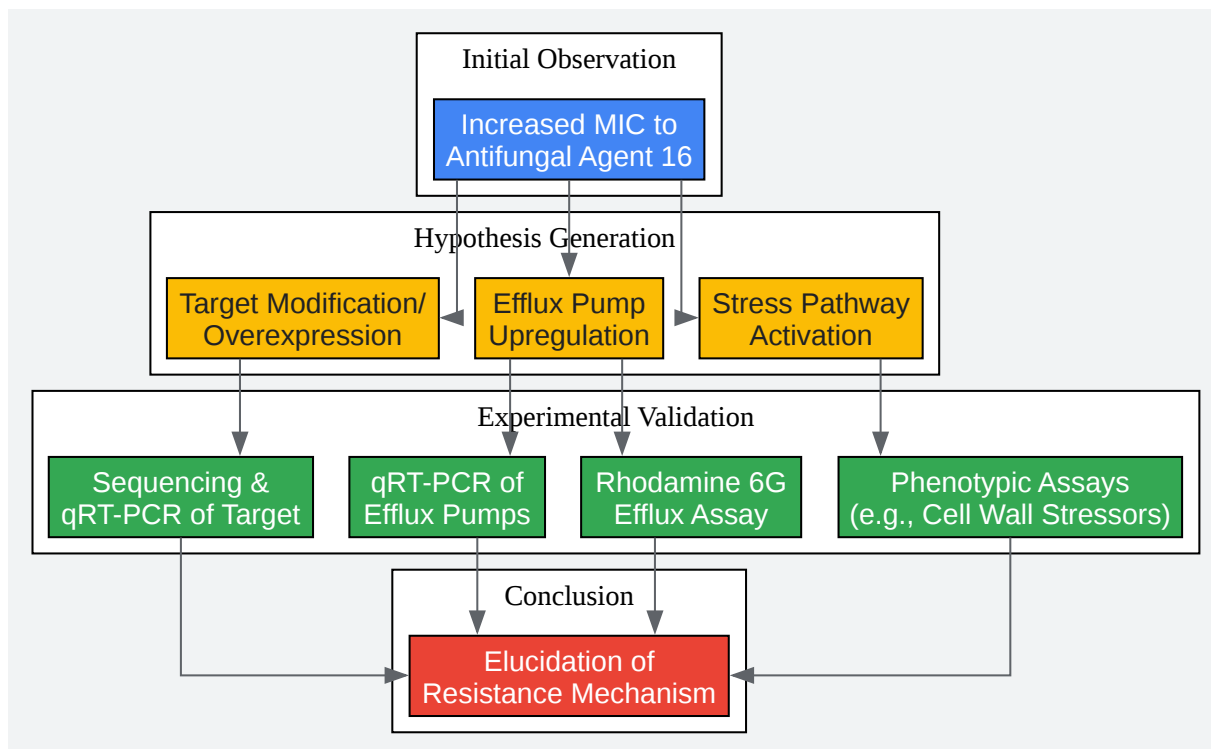 Initial Observation
Increased MIC to
Antifungal Agent 16
Hypothesis Generation
Target Modification/
Overexpression
Efflux Pump
Upregulation
Stress Pathway
Activation
Experimental Validation
Sequencing &
qRT-PCR of Target
qRT-PCR of
Efflux Pumps
Rhodamine 6G
Efflux Assay
Phenotypic Assays
(e.g., Cell Wall Stressors)
Conclusion
Elucidation of
Resistance Mechanism